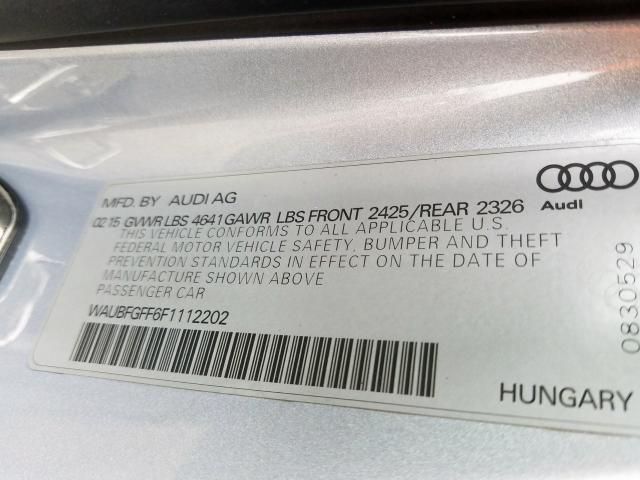 MFD. BY AUDI AG
02.15 GVWR LBS 4641 GAWR LBS FRONT 2425/REAR 2326
THIS VEHICLE CONFORMS TO ALL APPLICABLE U.S.
FEDERAL MOTOR VEHICLE SAFETY, BUMPER AND THEFT
PREVENTION STANDARDS IN EFFECT ON THE DATE OF
MANUFACTURE SHOWN ABOVE
PASSENGER CAR
WAUBFGFF6F1112202
Audi
0830529
HUNGARY